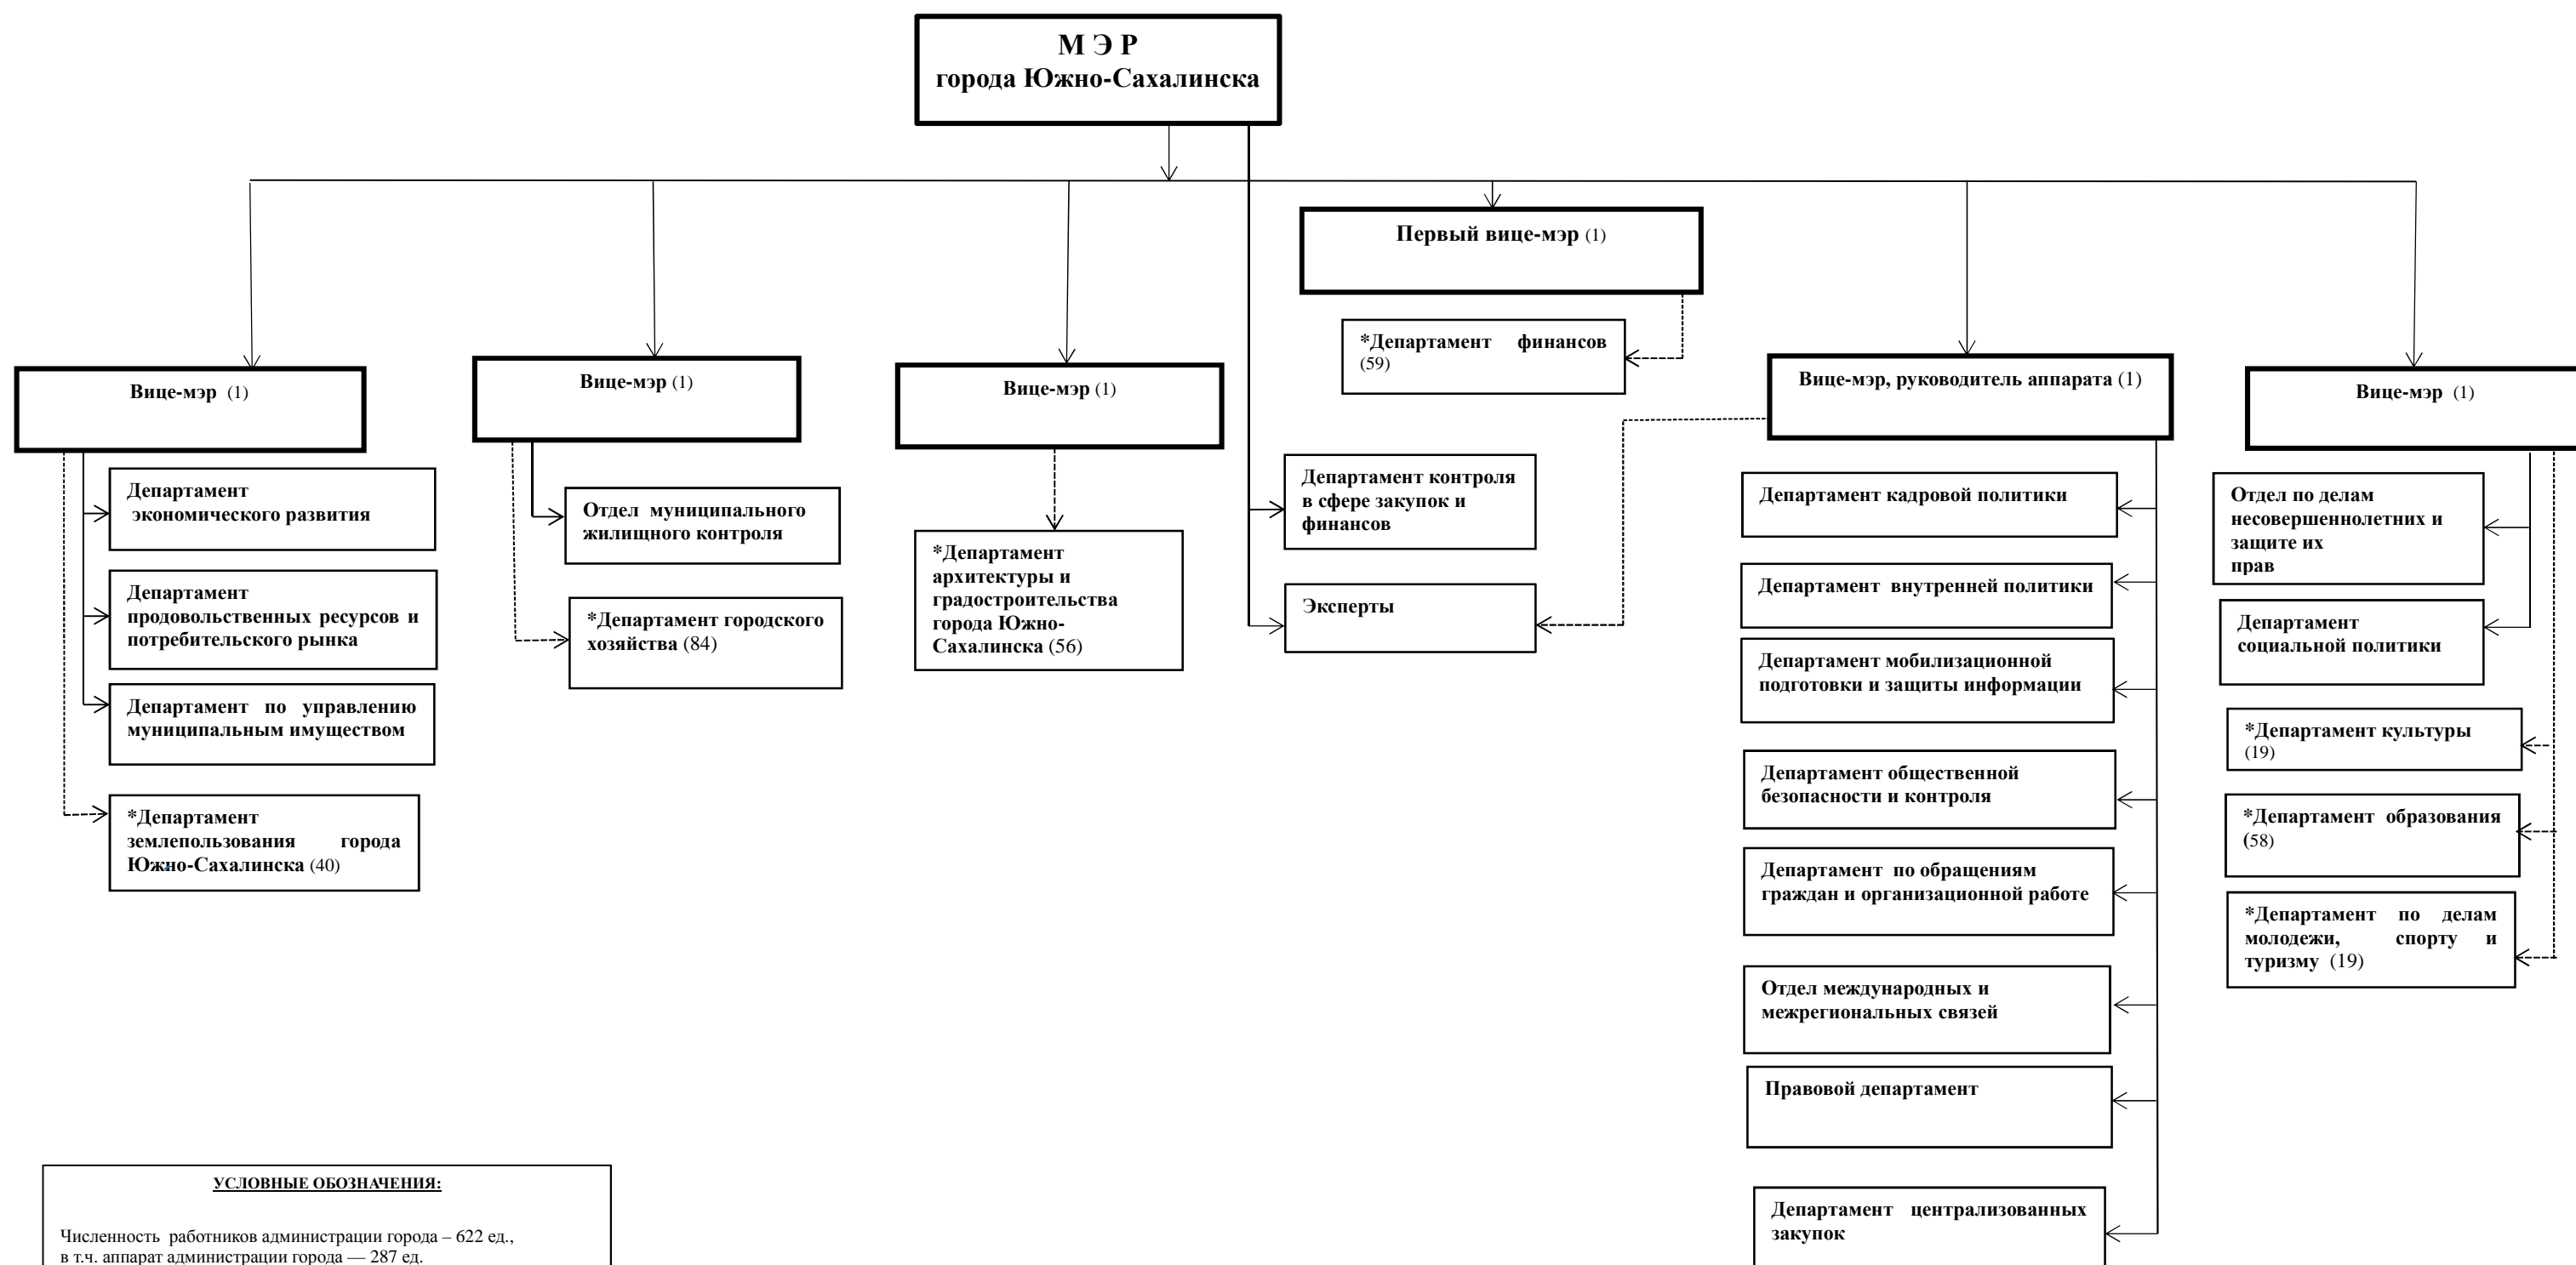 М Э Р
города Южно-Сахалинска
Первый вице-мэр (1)
*Департамент финансов
(59)
Вице-мэр (1)
Департамент
экономического развития
Департамент
продовольственных ресурсов и
потребительского рынка
Департамент по управлению
муниципальным имуществом
*Департамент
землепользования города
Южно-Сахалинска (40)
Вице-мэр (1)
Отдел муниципального
жилищного контроля
*Департамент городского
хозяйства (84)
Вице-мэр (1)
*Департамент
архитектуры и
градостроительства
города Южно-
Сахалинска (56)
Департамент контроля
в сфере закупок и
финансов
Эксперты
Вице-мэр, руководитель аппарата (1)
Департамент кадровой политики
Департамент внутренней политики
Департамент мобилизационной
подготовки и защиты информации
Департамент общественной
безопасности и контроля
Департамент по обращениям
граждан и организационной работе
Отдел международных и
межрегиональных связей
Правовой департамент
Департамент централизованных
закупок
Вице-мэр (1)
Отдел по делам
несовершеннолетних и
защите их
прав
Департамент
социальной политики
*Департамент культуры
(19)
*Департамент образования
(58)
*Департамент по делам
молодежи, спорту и
туризму (19)
УСЛОВНЫЕ ОБОЗНАЧЕНИЯ:
Численность работников администрации города – 622 ед.,
в т.ч. аппарат администрации города — 287 ед.